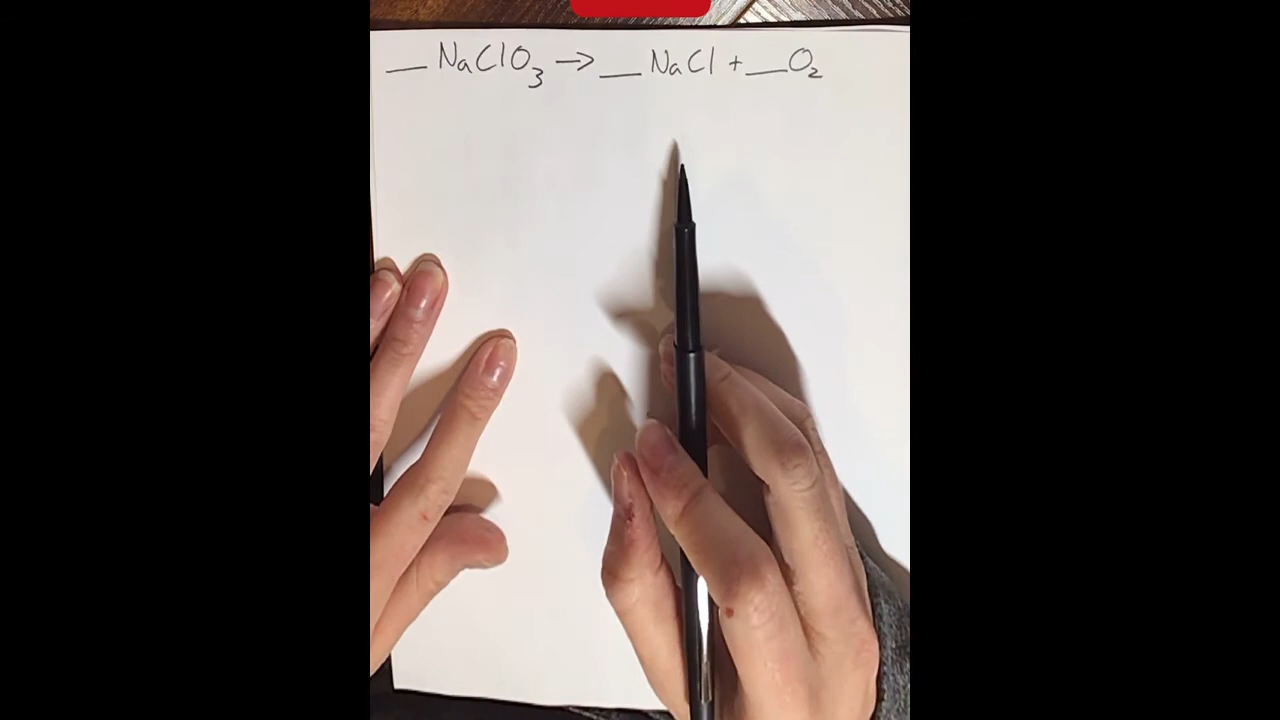 __ NaClO₃ → __ NaCl + __ O₂